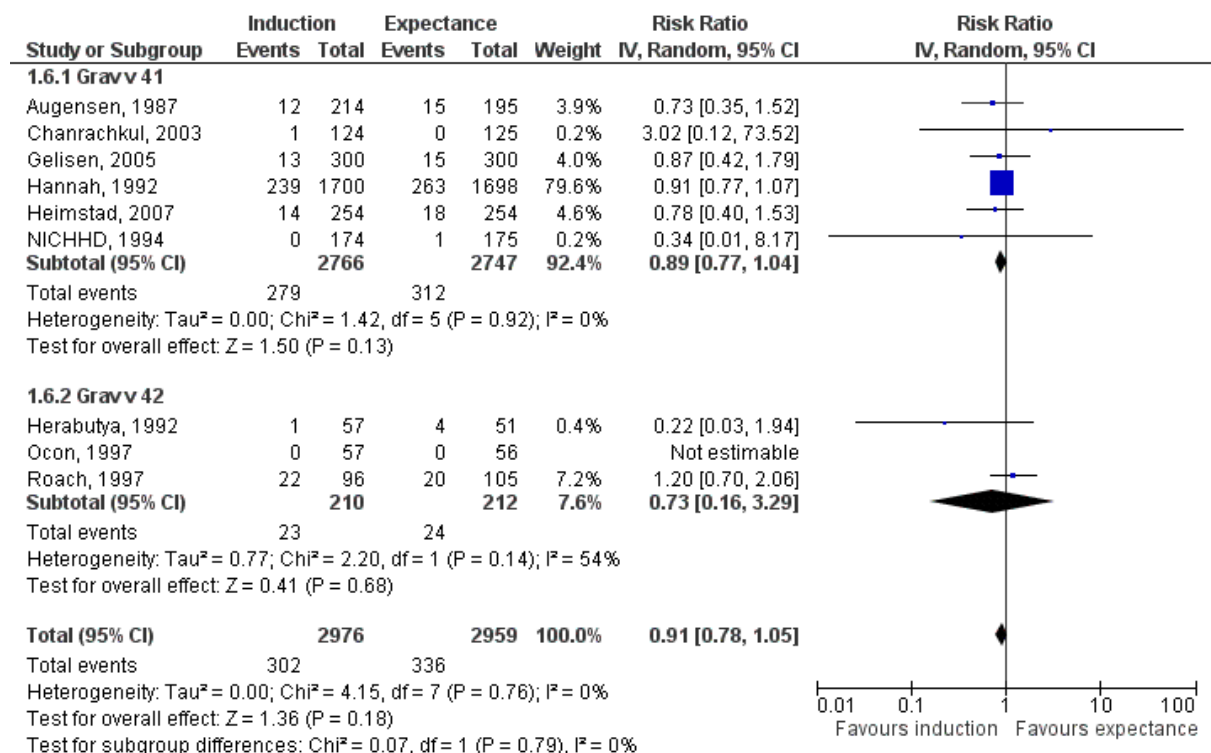 Induction Expectance Risk Ratio Risk Ratio
Study or Subgroup Events Total Events Total Weight IV, Random, 95% CI IV, Random, 95% CI
1.6.1 Grav v 41
Augensen, 1987 12 214 15 195 3.9% 0.73 [0.35, 1.52]
Chanrachkul, 2003 1 124 0 125 0.2% 3.02 [0.12, 73.52]
Gelisen, 2005 13 300 15 300 4.0% 0.87 [0.42, 1.79]
Hannah, 1992 239 1700 263 1698 79.6% 0.91 [0.77, 1.07]
Heimstad, 2007 14 254 18 254 4.6% 0.78 [0.40, 1.53]
NICHHD, 1994 0 174 1 175 0.2% 0.34 [0.01, 8.17]
Subtotal (95% CI) 2766 2747 92.4% 0.89 [0.77, 1.04]
Total events 279 312
Heterogeneity: Tau² = 0.00; Chi² = 1.42, df = 5 (P = 0.92); I² = 0%
Test for overall effect: Z = 1.50 (P = 0.13)
1.6.2 Grav v 42
Herabutya, 1992 1 57 4 51 0.4% 0.22 [0.03, 1.94]
Ocon, 1997 0 57 0 56 Not estimable
Roach, 1997 22 96 20 105 7.2% 1.20 [0.70, 2.06]
Subtotal (95% CI) 210 212 7.6% 0.73 [0.16, 3.29]
Total events 23 24
Heterogeneity: Tau² = 0.77; Chi² = 2.20, df = 1 (P = 0.14); I² = 54%
Test for overall effect: Z = 0.41 (P = 0.68)
Total (95% CI) 2976 2959 100.0% 0.91 [0.78, 1.05]
Total events 302 336
Heterogeneity: Tau² = 0.00; Chi² = 4.15, df = 7 (P = 0.76); I² = 0%
Test for overall effect: Z = 1.36 (P = 0.18)
Test for subgroup differences: Chi² = 0.07, df = 1 (P = 0.79), I² = 0%
0.01 0.1 1 10 100
Favours induction Favours expectance